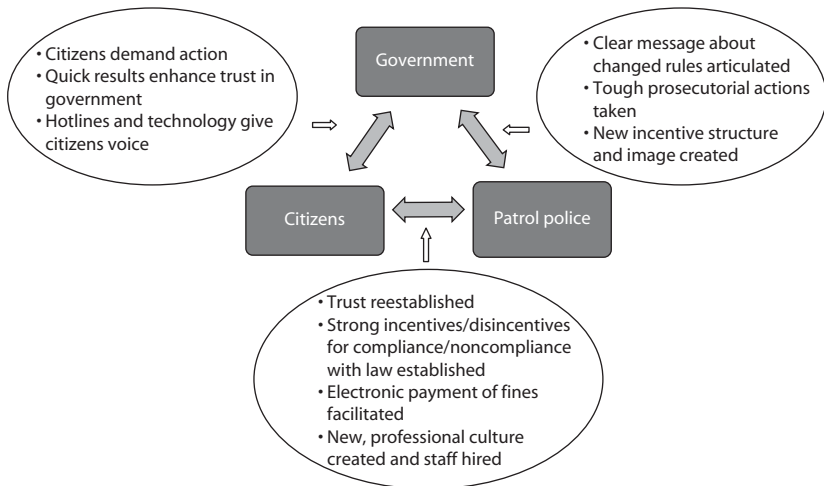 • Citizens demand action
• Quick results enhance trust in
government
• Hotlines and technology give
citizens voice
Government
• Clear message about
changed rules articulated
• Tough prosecutorial actions
taken
• New incentive structure
and image created
Citizens
Patrol police
• Trust reestablished
• Strong incentives/disincentives
for compliance/noncompliance
with law established
• Electronic payment of fines
facilitated
• New, professional culture
created and staff hired